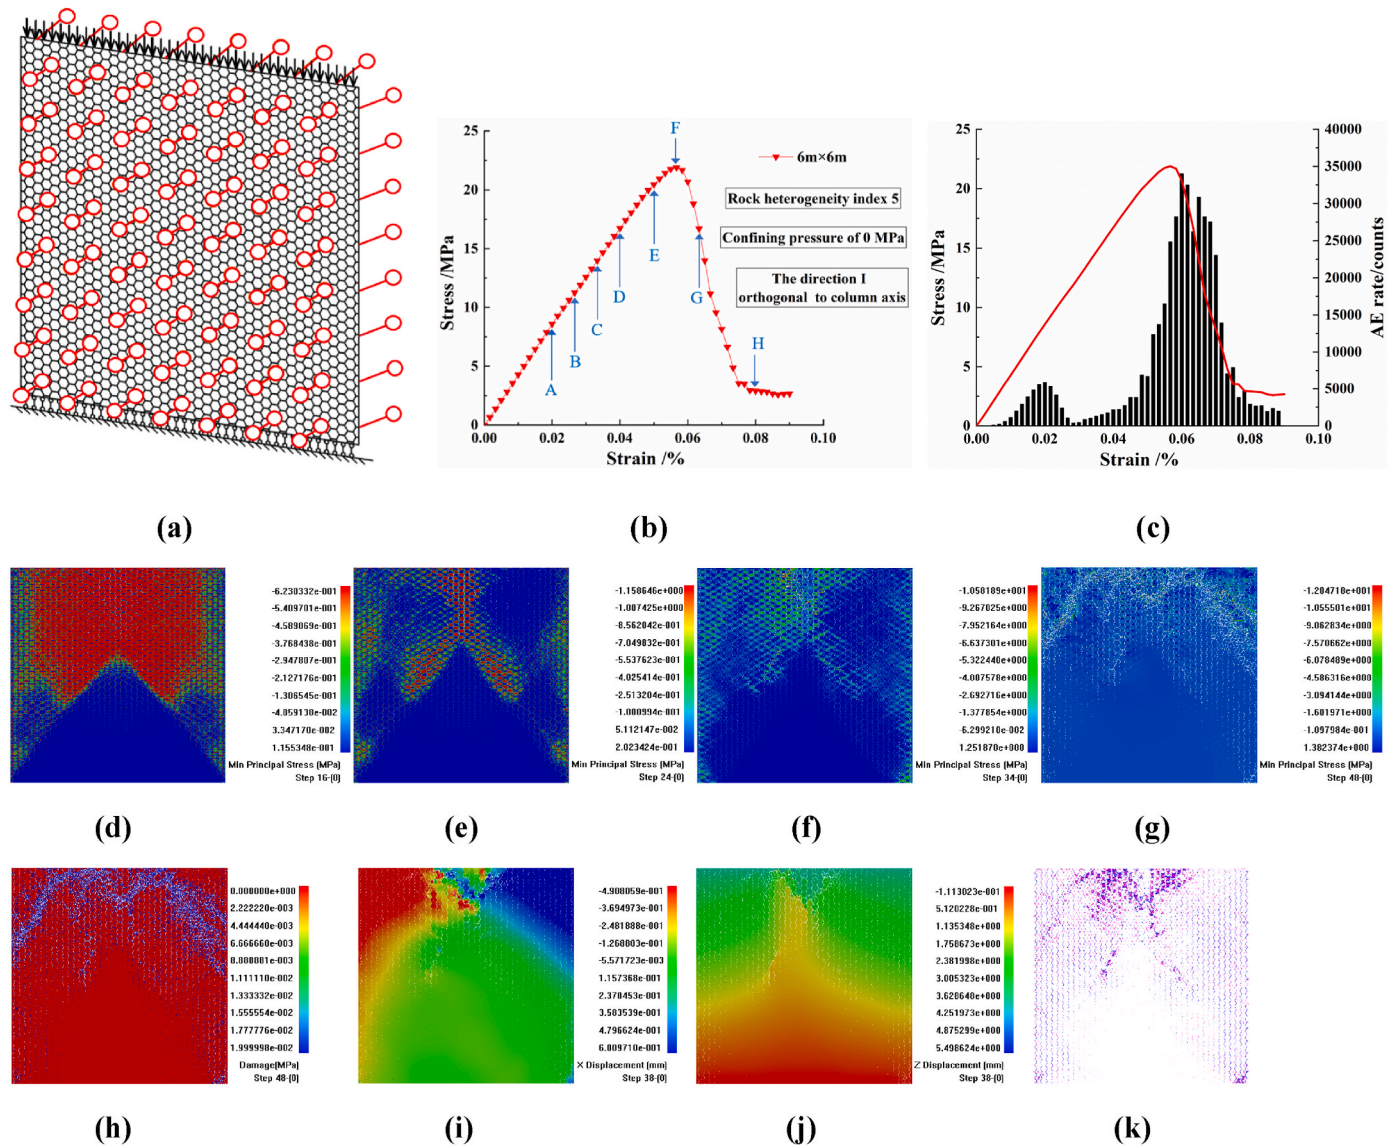 25
20
15
10
5
0
Stress /MPa
0.00
0.02
0.04
0.06
0.08
0.10
Strain /%
A
B
C
D
E
F
G
H
6m×6m
Rock heterogeneity index 5
Confining pressure of 0 MPa
The direction I
orthogonal to column axis
25
20
15
10
5
0
Stress /MPa
0.00
0.02
0.04
0.06
0.08
0.10
Strain /%
40000
35000
30000
25000
20000
15000
10000
5000
0
AE rate/counts
(a)
(b)
(c)
-6.230332e-001
-5.409701e-001
-4.589069e-001
-3.768438e-001
-2.947807e-001
-2.127176e-001
-1.306545e-001
-4.859130e-002
3.347170e-002
1.155348e-001
Min Principal Stress (MPa)
Step 16-(0)
-1.158646e+000
-1.007425e+000
-8.562042e-001
-7.049832e-001
-5.537623e-001
-4.025414e-001
-2.513204e-001
-1.000994e-001
5.112147e-002
2.023424e-001
Min Principal Stress (MPa)
Step 24-(0)
-1.058189e+001
-9.267025e+000
-7.952164e+000
-6.637301e+000
-5.322440e+000
-4.007578e+000
-2.692716e+000
-1.377854e+000
-6.299210e-002
1.251870e+000
Min Principal Stress (MPa)
Step 34-(0)
-1.204718e+001
-1.055501e+001
-9.062834e+000
-7.570662e+000
-6.078489e+000
-4.586316e+000
-3.094144e+000
-1.601971e+000
-1.097984e-001
1.382374e+000
Min Principal Stress (MPa)
Step 48-(0)
(d)
(e)
(f)
(g)
0.000000e+000
2.222220e-003
4.444440e-003
6.666660e-003
8.888881e-003
1.111110e-002
1.333332e-002
1.555554e-002
1.777776e-002
1.999998e-002
Damage(MPa)
Step 48-(0)
-4.908059e-001
-3.694973e-001
-2.481888e-001
-1.268803e-001
-5.571723e-003
1.157368e-001
2.370453e-001
3.583539e-001
4.796624e-001
6.009710e-001
X Displacement (mm)
Step 38-(0)
-1.113023e-001
5.120228e-001
1.135348e+000
1.758673e+000
2.381998e+000
3.005323e+000
3.628648e+000
4.251973e+000
4.875299e+000
5.498624e+000
Z Displacement (mm)
Step 38-(0)
(h)
(i)
(j)
(k)